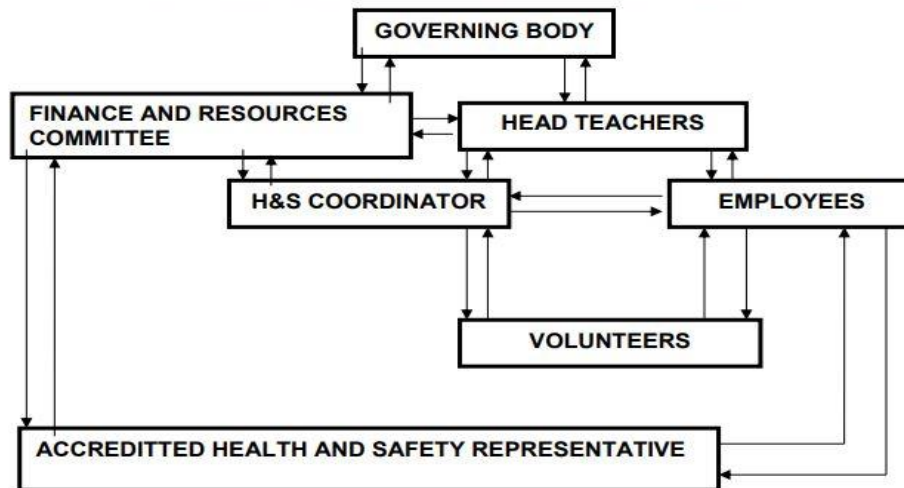 GOVERNING BODY
FINANCE AND RESOURCES
COMMITTEE
HEAD TEACHERS
H&S COORDINATOR
EMPLOYEES
VOLUNTEERS
ACCREDITTED HEALTH AND SAFETY REPRESENTATIVE